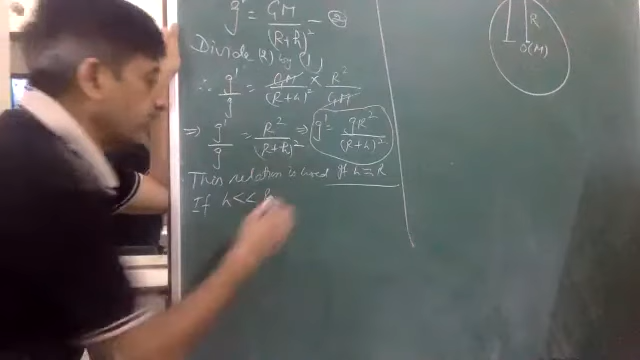 g' = GM/(R+h)² — ②
Divide (2) by (1)
∴ g'/g = GM/(R+h)² × R²/GM
⇒ g'/g = R²/(R+h)² ⇒ g' = gR²/(R+h)²
This relation is used if h = R
If h << R
R
O(M)